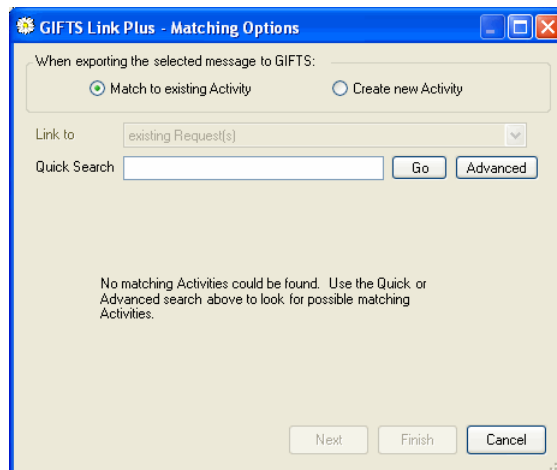 GIFTS Link Plus - Matching Options
When exporting the selected message to GIFTS:
Match to existing Activity Create new Activity
Link to existing Request(s)
Quick Search Go Advanced
No matching Activities could be found. Use the Quick or
Advanced search above to look for possible matching
Activities.
Next Finish Cancel